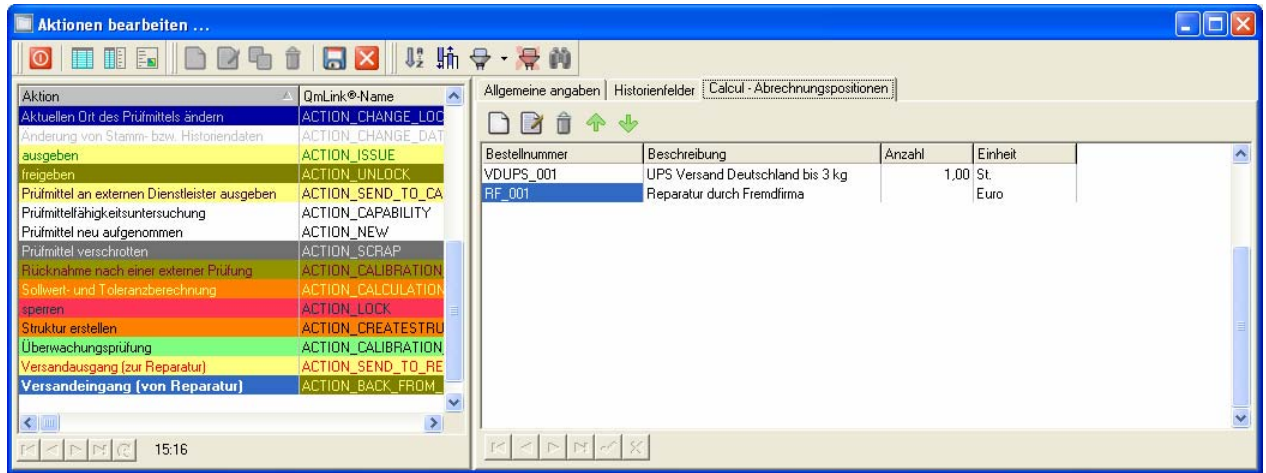 Aktionen bearbeiten ...
Allgemeine angaben Historienfelder Calcul - Abrechnungspositionen
Aktion QmLink®-Name
Aktuellen Ort des Prüfmittels ändern ACTION_CHANGE_LOC
Änderung von Stamm- bzw. Historiendaten ACTION_CHANGE_DAT
ausgeben ACTION_ISSUE
freigeben ACTION_UNLOCK
Prüfmittel an externen Dienstleister ausgeben ACTION_SEND_TO_CA
Prüfmittelfähigkeitsuntersuchung ACTION_CAPABILITY
Prüfmittel neu aufgenommen ACTION_NEW
Prüfmittel verschrotten ACTION_SCRAP
Rücknahme nach einer externer Prüfung ACTION_CALIBRATION_
Sollwert- und Toleranzberechnung ACTION_CALCULATION
sperren ACTION_LOCK
Struktur erstellen ACTION_CREATESTRU
Überwachungsprüfung ACTION_CALIBRATION_
Versandausgang (zur Reparatur) ACTION_SEND_TO_RE
Versandeingang (von Reparatur) ACTION_BACK_FROM_
15:16
Bestellnummer Beschreibung Anzahl Einheit
VDUPS_001 UPS Versand Deutschland bis 3 kg 1,00 St.
RF_001 Reparatur durch Fremdfirma Euro